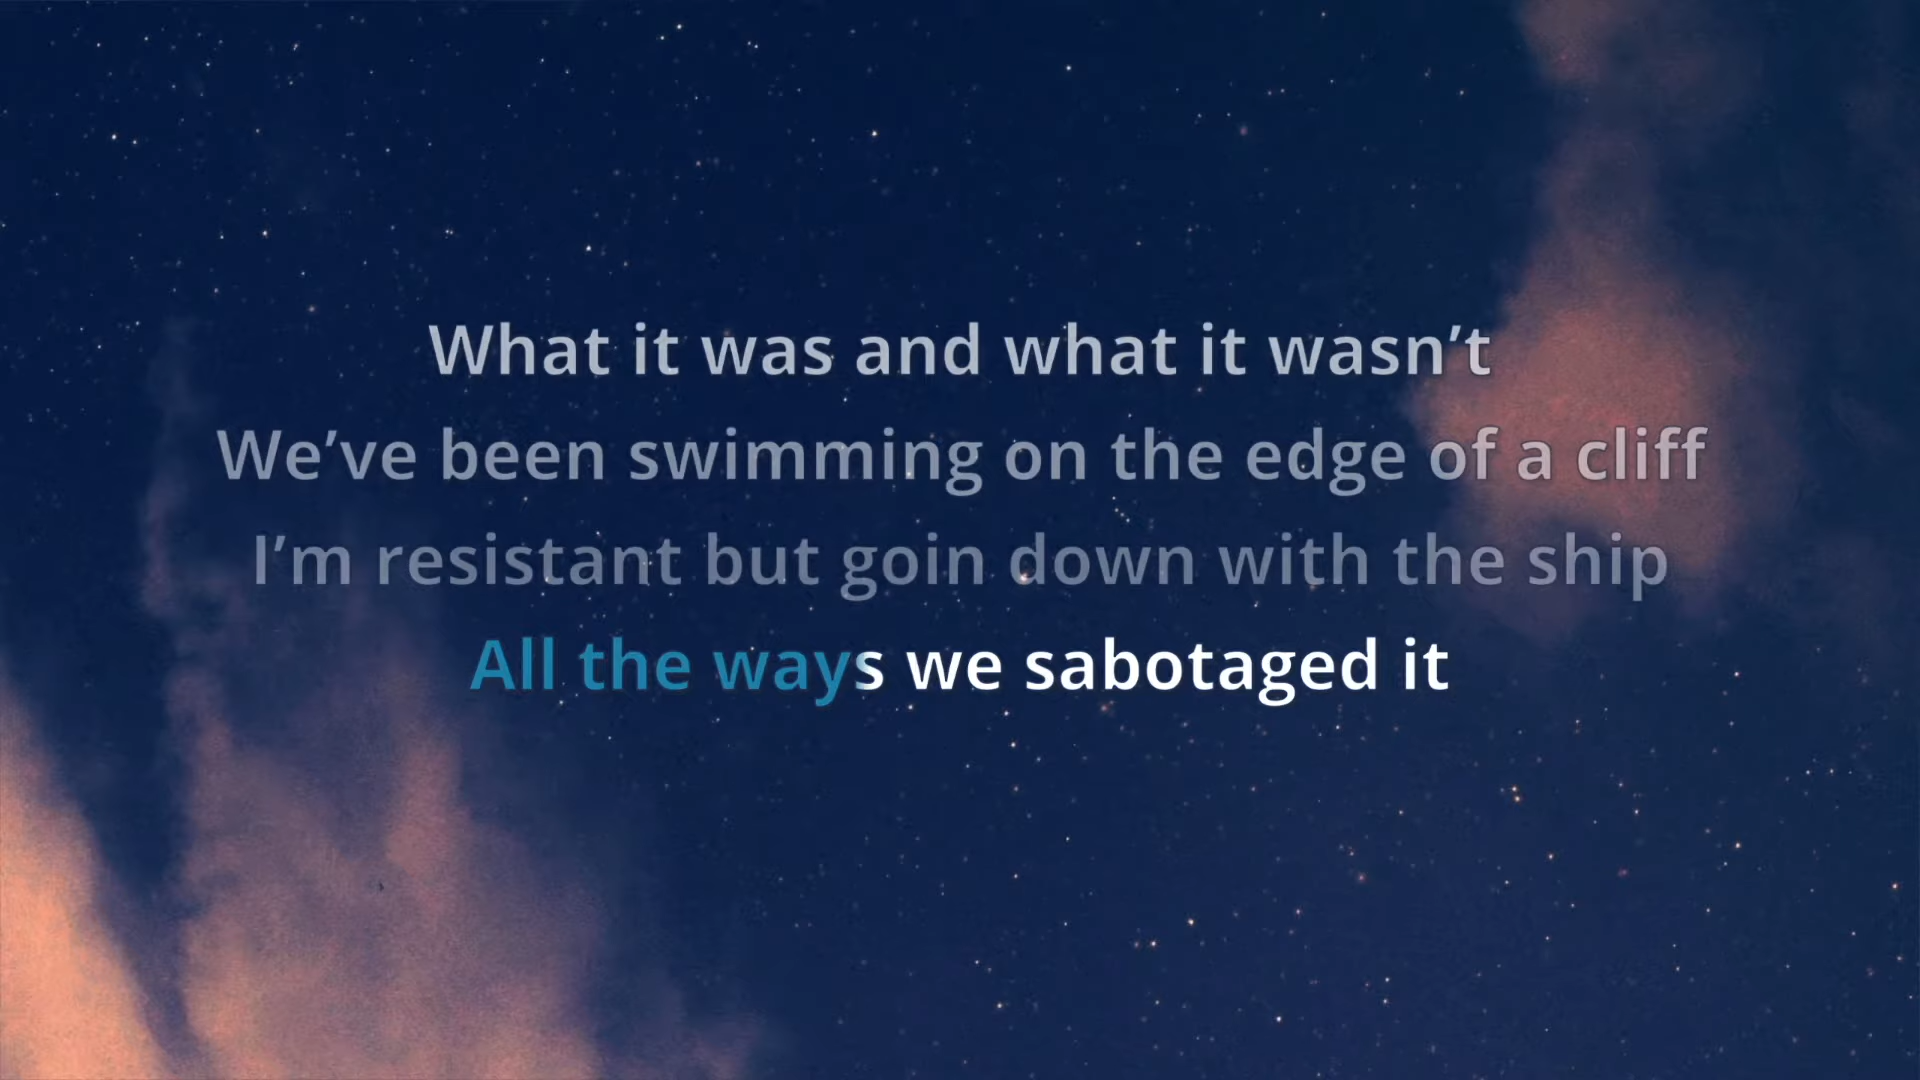 What it was and what it wasn’t
We’ve been swimming on the edge of a cliff
I’m resistant but goin down with the ship
All the ways we sabotaged it